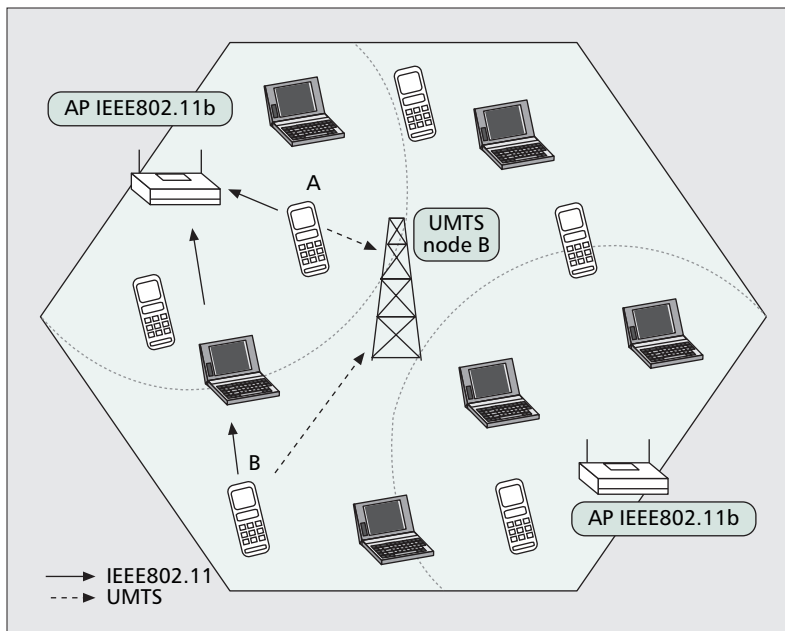 AP IEEE802.11b
A
UMTS
node B
B
AP IEEE802.11b
IEEE802.11
UMTS